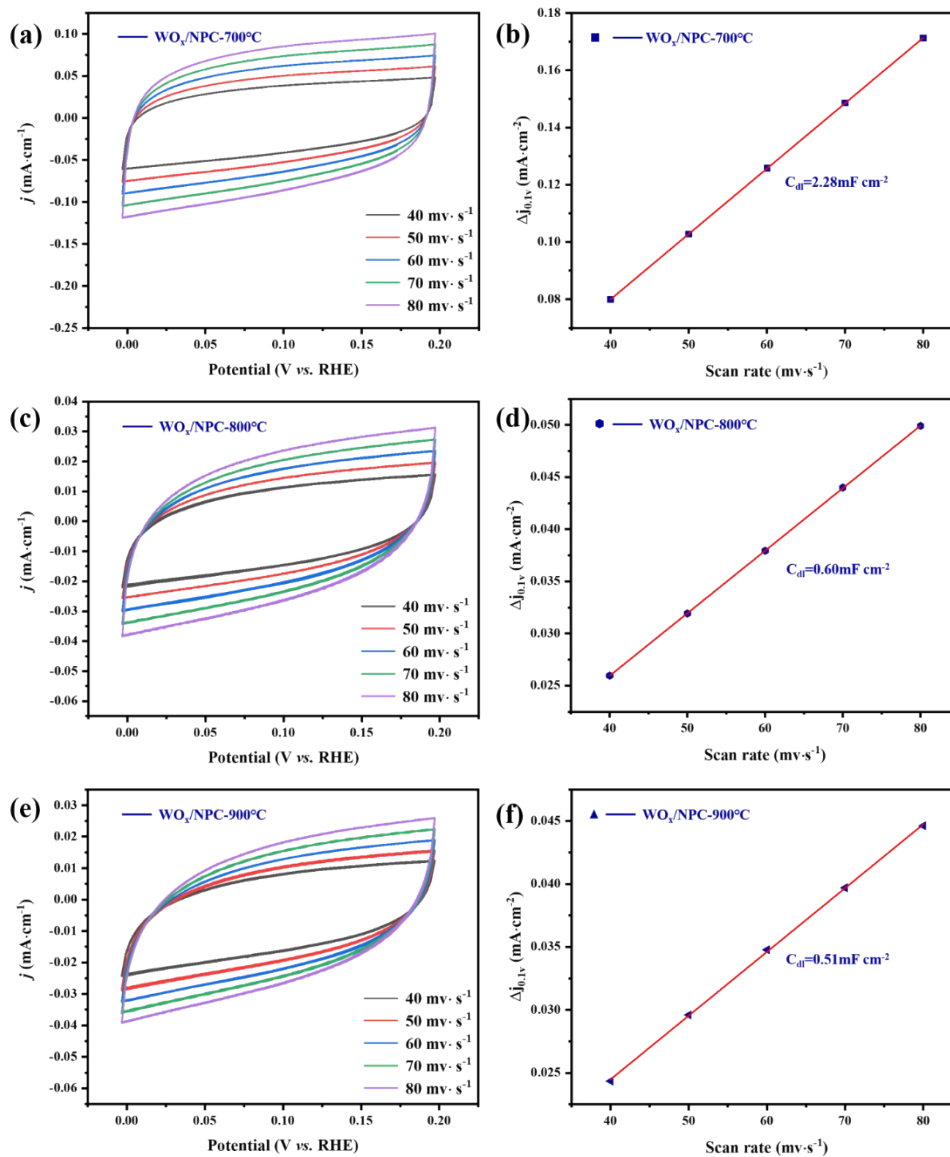 (a)
WOₓ/NPC-700°C
0.10
0.05
0.00
-0.05
-0.10
-0.15
-0.20
-0.25
j (mA·cm⁻¹)
40 mv· s⁻¹
50 mv· s⁻¹
60 mv· s⁻¹
70 mv· s⁻¹
80 mv· s⁻¹
0.00 0.05 0.10 0.15 0.20
Potential (V vs. RHE)
(b)
WOₓ/NPC-700°C
0.18
0.16
0.14
0.12
0.10
0.08
Δj₀.₁ᵥ (mA·cm⁻²)
C_dl=2.28mF cm⁻²
40 50 60 70 80
Scan rate (mv·s⁻¹)
(c)
WOₓ/NPC-800°C
0.04
0.03
0.02
0.01
0.00
-0.01
-0.02
-0.03
-0.04
-0.05
-0.06
j (mA·cm⁻¹)
40 mv· s⁻¹
50 mv· s⁻¹
60 mv· s⁻¹
70 mv· s⁻¹
80 mv· s⁻¹
0.00 0.05 0.10 0.15 0.20
Potential (V vs. RHE)
(d)
WOₓ/NPC-800°C
0.050
0.045
0.040
0.035
0.030
0.025
Δj₀.₁ᵥ (mA·cm⁻²)
C_dl=0.60mF cm⁻²
40 50 60 70 80
Scan rate (mv·s⁻¹)
(e)
WOₓ/NPC-900°C
0.03
0.02
0.01
0.00
-0.01
-0.02
-0.03
-0.04
-0.05
-0.06
j (mA·cm⁻¹)
40 mv· s⁻¹
50 mv· s⁻¹
60 mv· s⁻¹
70 mv· s⁻¹
80 mv· s⁻¹
0.00 0.05 0.10 0.15 0.20
Potential (V vs. RHE)
(f)
WOₓ/NPC-900°C
0.045
0.040
0.035
0.030
0.025
Δj₀.₁ᵥ (mA·cm⁻²)
C_dl=0.51mF cm⁻²
40 50 60 70 80
Scan rate (mv·s⁻¹)